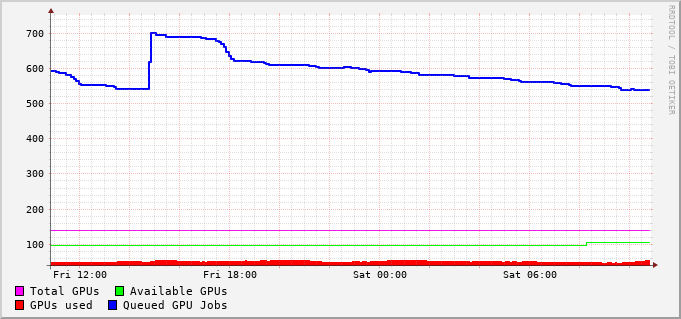 700
600
500
400
300
200
100
Fri 12:00 Fri 18:00 Sat 00:00 Sat 06:00
Total GPUs Available GPUs
GPUs used Queued GPU Jobs
RRDTOOL / TOBI OETIKER